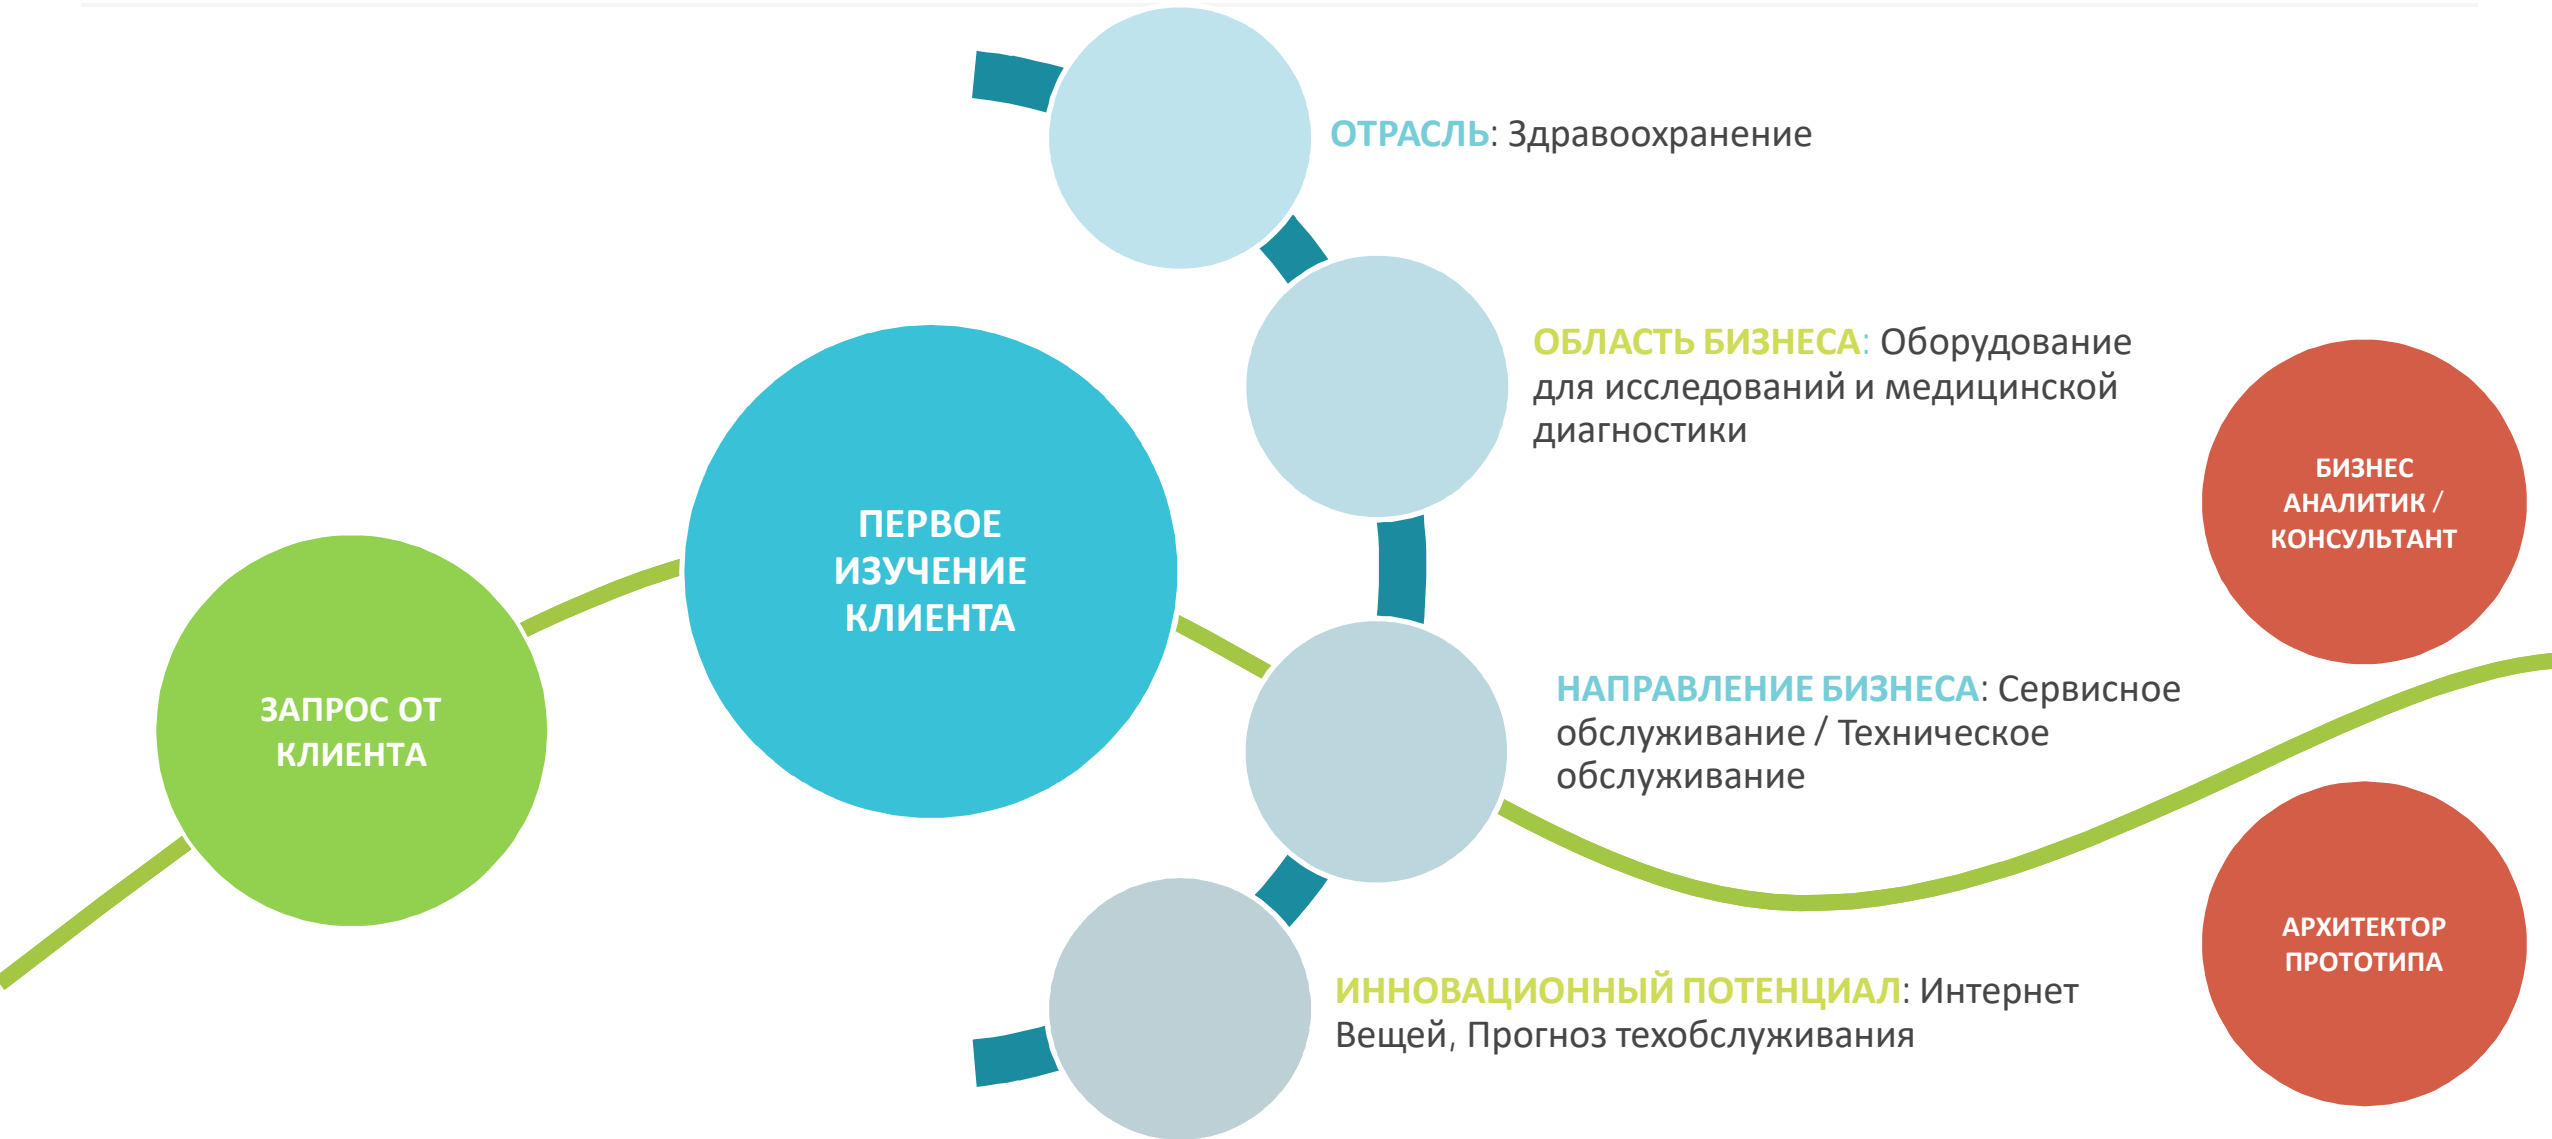 ОТРАСЛЬ: Здравоохранение
ОБЛАСТЬ БИЗНЕСА: Оборудование
для исследований и медицинской
диагностики
ПЕРВОЕ
ИЗУЧЕНИЕ
КЛИЕНТА
ЗАПРОС ОТ
КЛИЕНТА
НАПРАВЛЕНИЕ БИЗНЕСА: Сервисное
обслуживание / Техническое
обслуживание
ИННОВАЦИОННЫЙ ПОТЕНЦИАЛ: Интернет
Вещей, Прогноз техобслуживания
БИЗНЕС
АНАЛИТИК /
КОНСУЛЬТАНТ
АРХИТЕКТОР
ПРОТОТИПА